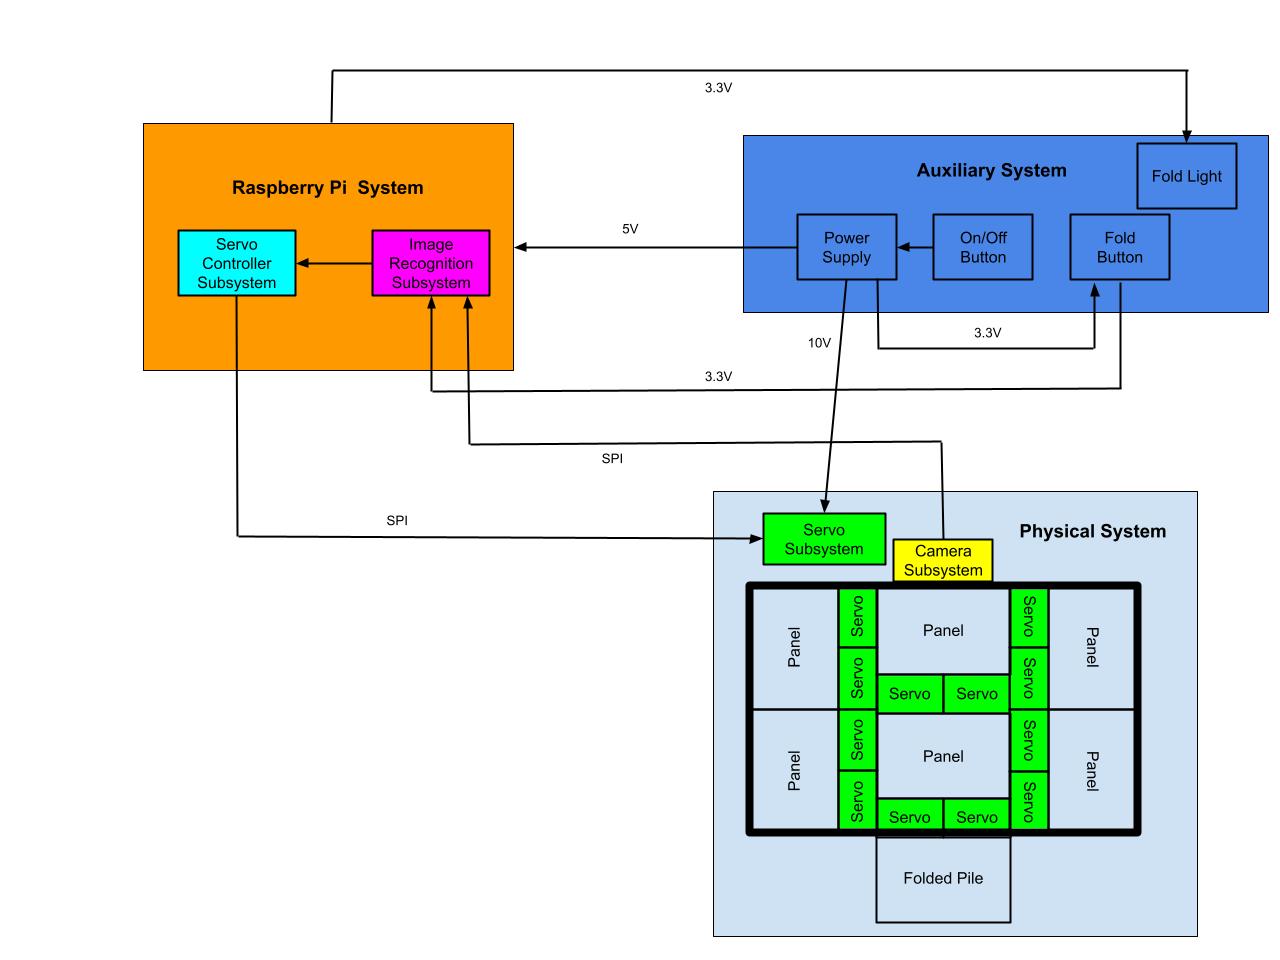 3.3V
Raspberry Pi  System
Auxiliary System
Fold Light
Servo
Controller
Subsystem
Image
Recognition
Subsystem
5V
Power
Supply
On/Off
Button
Fold
Button
10V
3.3V
3.3V
SPI
SPI
Servo
Subsystem
Camera
Subsystem
Physical System
Panel
Servo
Servo
Panel
Servo
Servo
Servo
Servo
Panel
Panel
Servo
Servo
Panel
Servo
Servo
Servo
Servo
Panel
Folded Pile